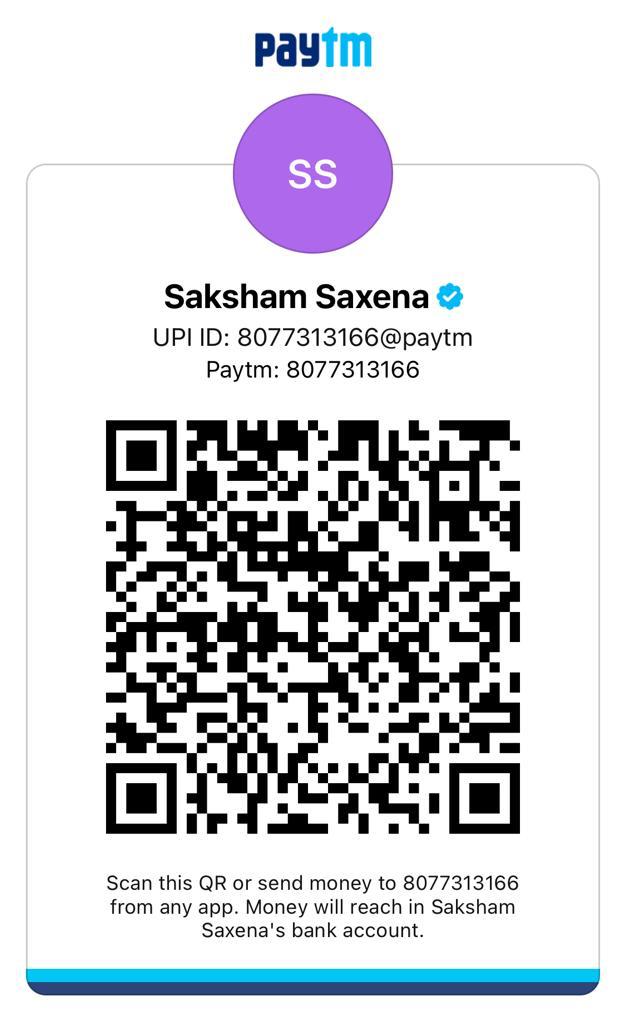 paytm
SS
Saksham Saxena
UPI ID: 8077313166@paytm
Paytm: 8077313166
Scan this QR or send money to 8077313166
from any app. Money will reach in Saksham
Saxena's bank account.